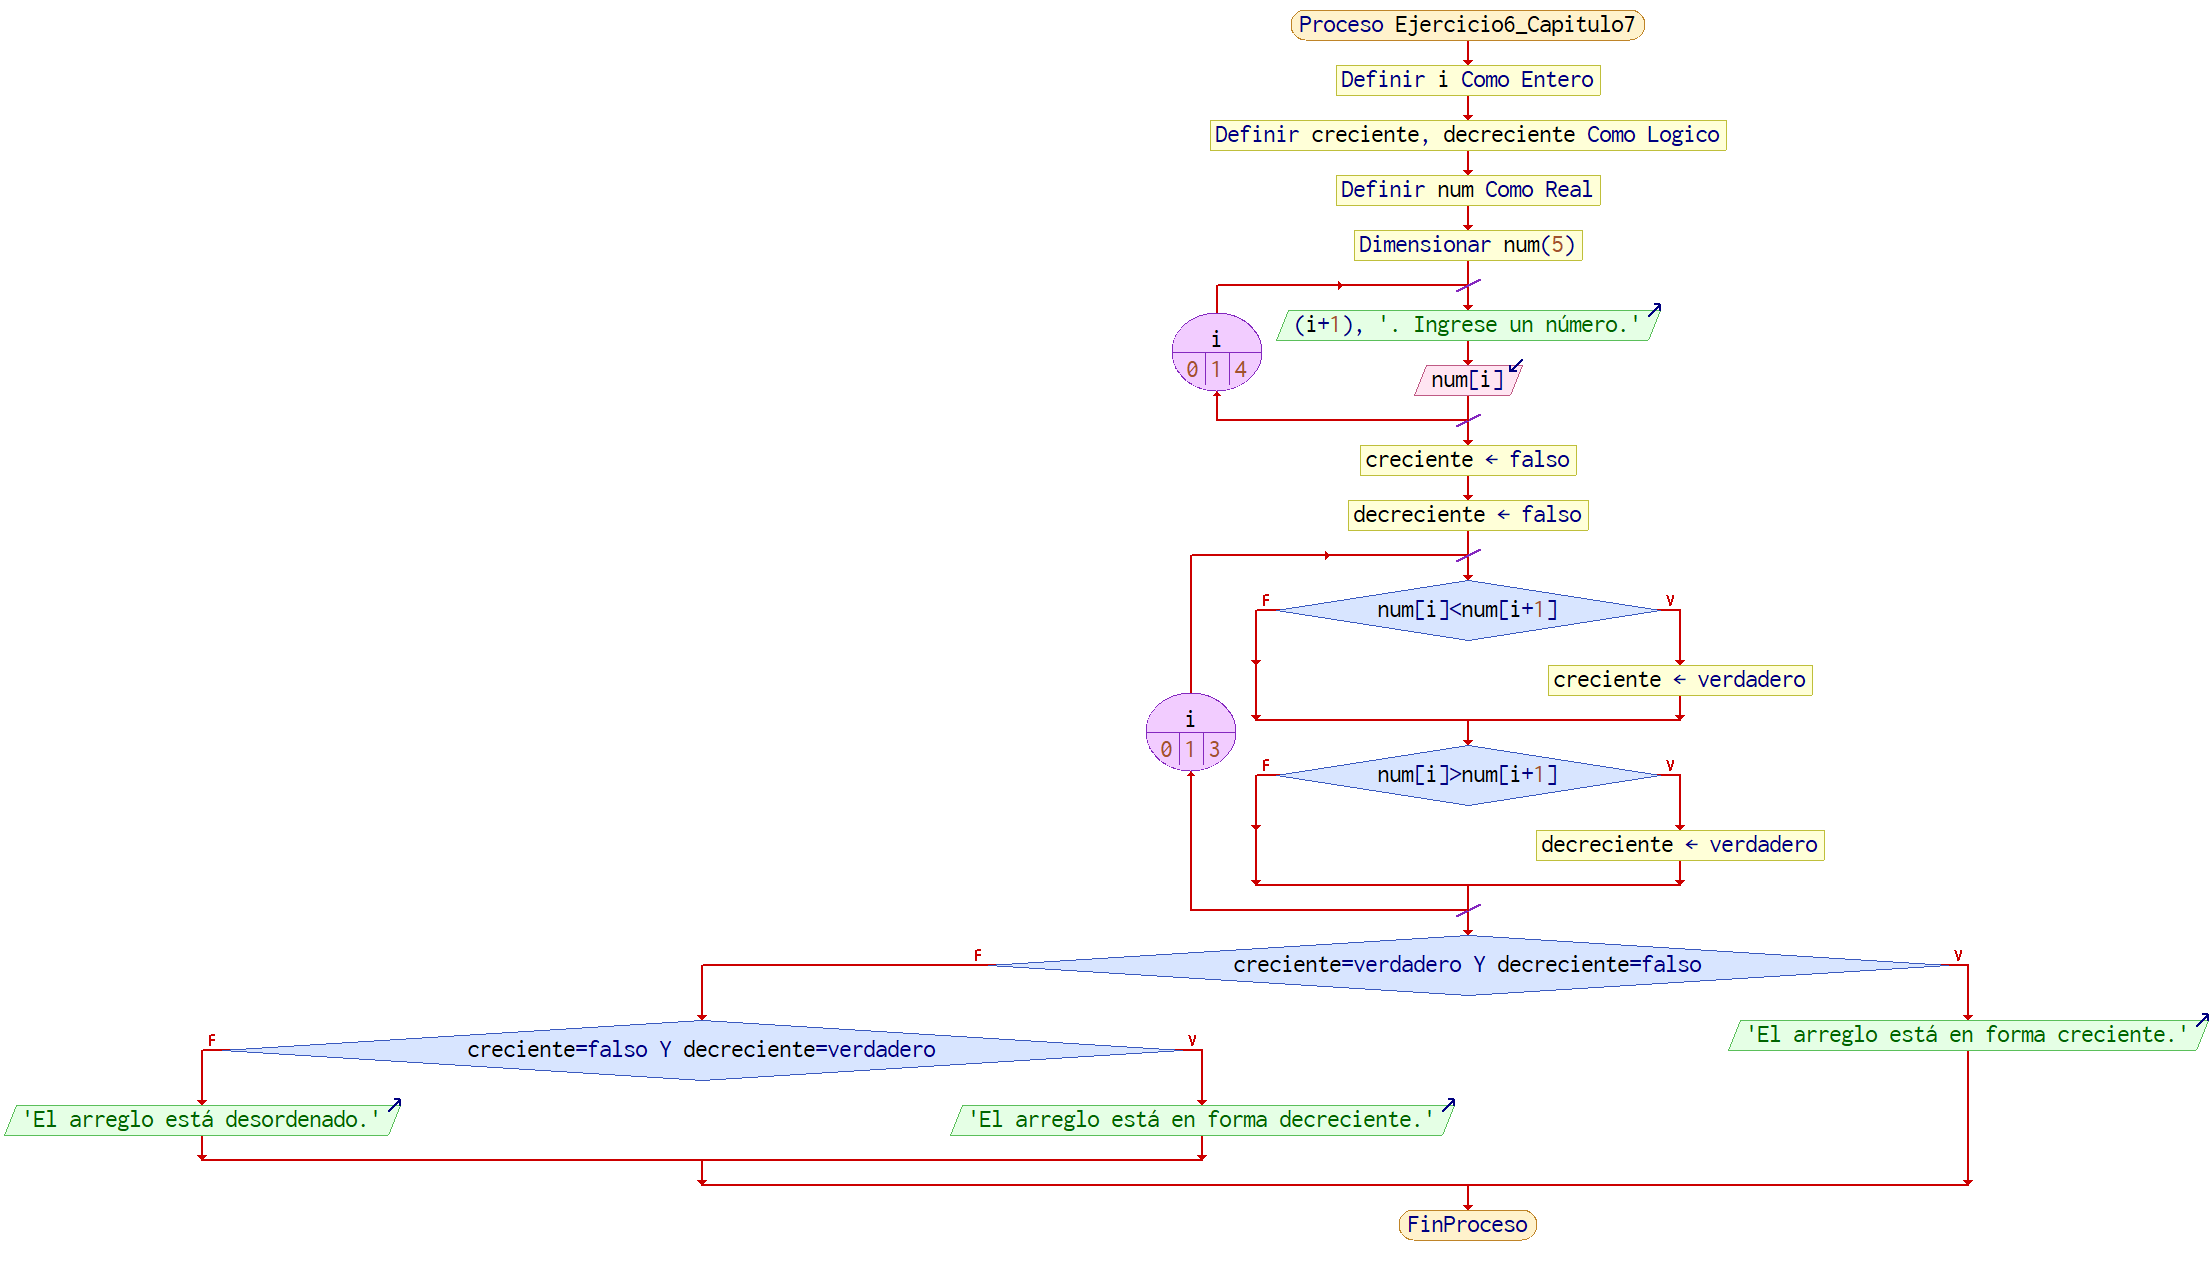 Proceso Ejercicio6_Capitulo7
Definir i Como Entero
Definir creciente, decreciente Como Logico
Definir num Como Real
Dimensionar num(5)
(i+1), '. Ingrese un número.'
i
0 1 4
num[i]
creciente ← falso
decreciente ← falso
F
num[i]<num[i+1]
V
creciente ← verdadero
i
0 1 3
F
num[i]>num[i+1]
V
decreciente ← verdadero
F
creciente=verdadero Y decreciente=falso
V
'El arreglo está en forma creciente.'
F
creciente=falso Y decreciente=verdadero
V
'El arreglo está desordenado.'
'El arreglo está en forma decreciente.'
FinProceso